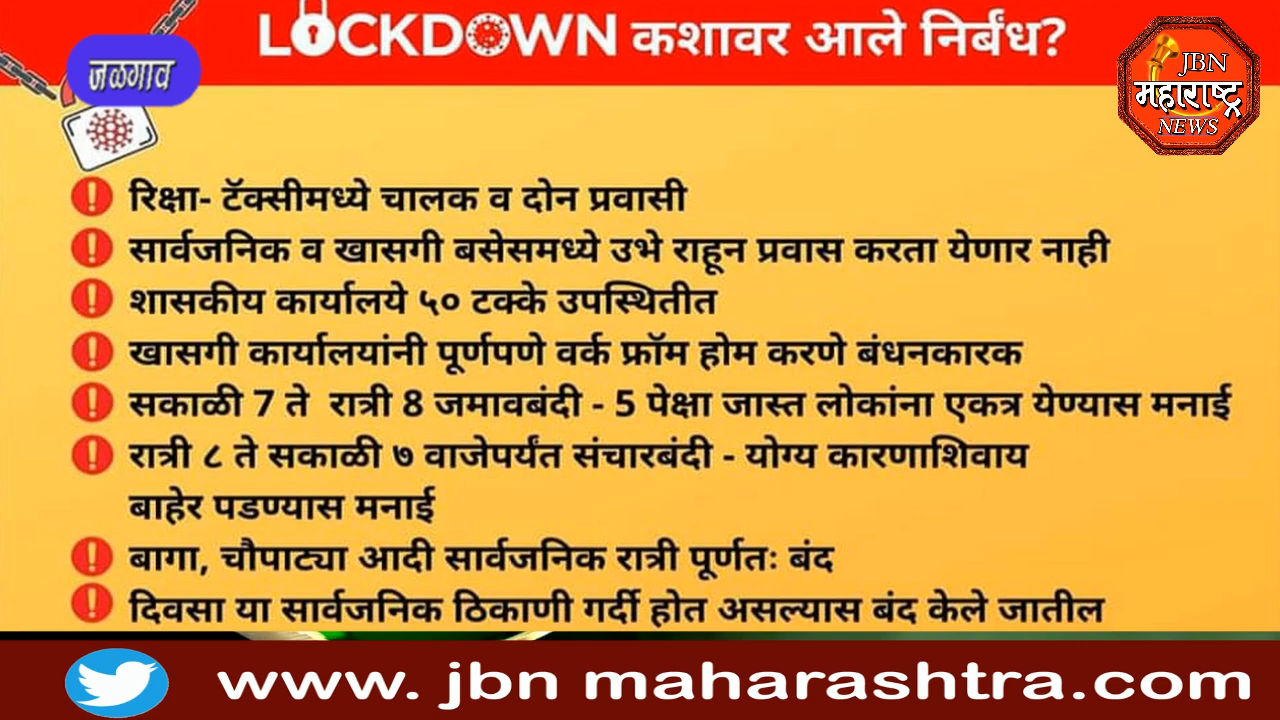 LOCKDOWN कशावर आले निर्बंध?
जळगाव
JBN
महाराष्ट्र
NEWS
रिक्षा- टॅक्सीमध्ये चालक व दोन प्रवासी
सार्वजनिक व खासगी बसेसमध्ये उभे राहून प्रवास करता येणार नाही
शासकीय कार्यालये ५० टक्के उपस्थितीत
खासगी कार्यालयांनी पूर्णपणे वर्क फ्रॉम होम करणे बंधनकारक
सकाळी 7 ते रात्री 8 जमावबंदी - 5 पेक्षा जास्त लोकांना एकत्र येण्यास मनाई
रात्री ८ ते सकाळी ७ वाजेपर्यंत संचारबंदी - योग्य कारणाशिवाय
बाहेर पडण्यास मनाई
बागा, चौपाट्या आदी सार्वजनिक रात्री पूर्णतः बंद
दिवसा या सार्वजनिक ठिकाणी गर्दी होत असल्यास बंद केले जातील
www. jbn maharashtra.com